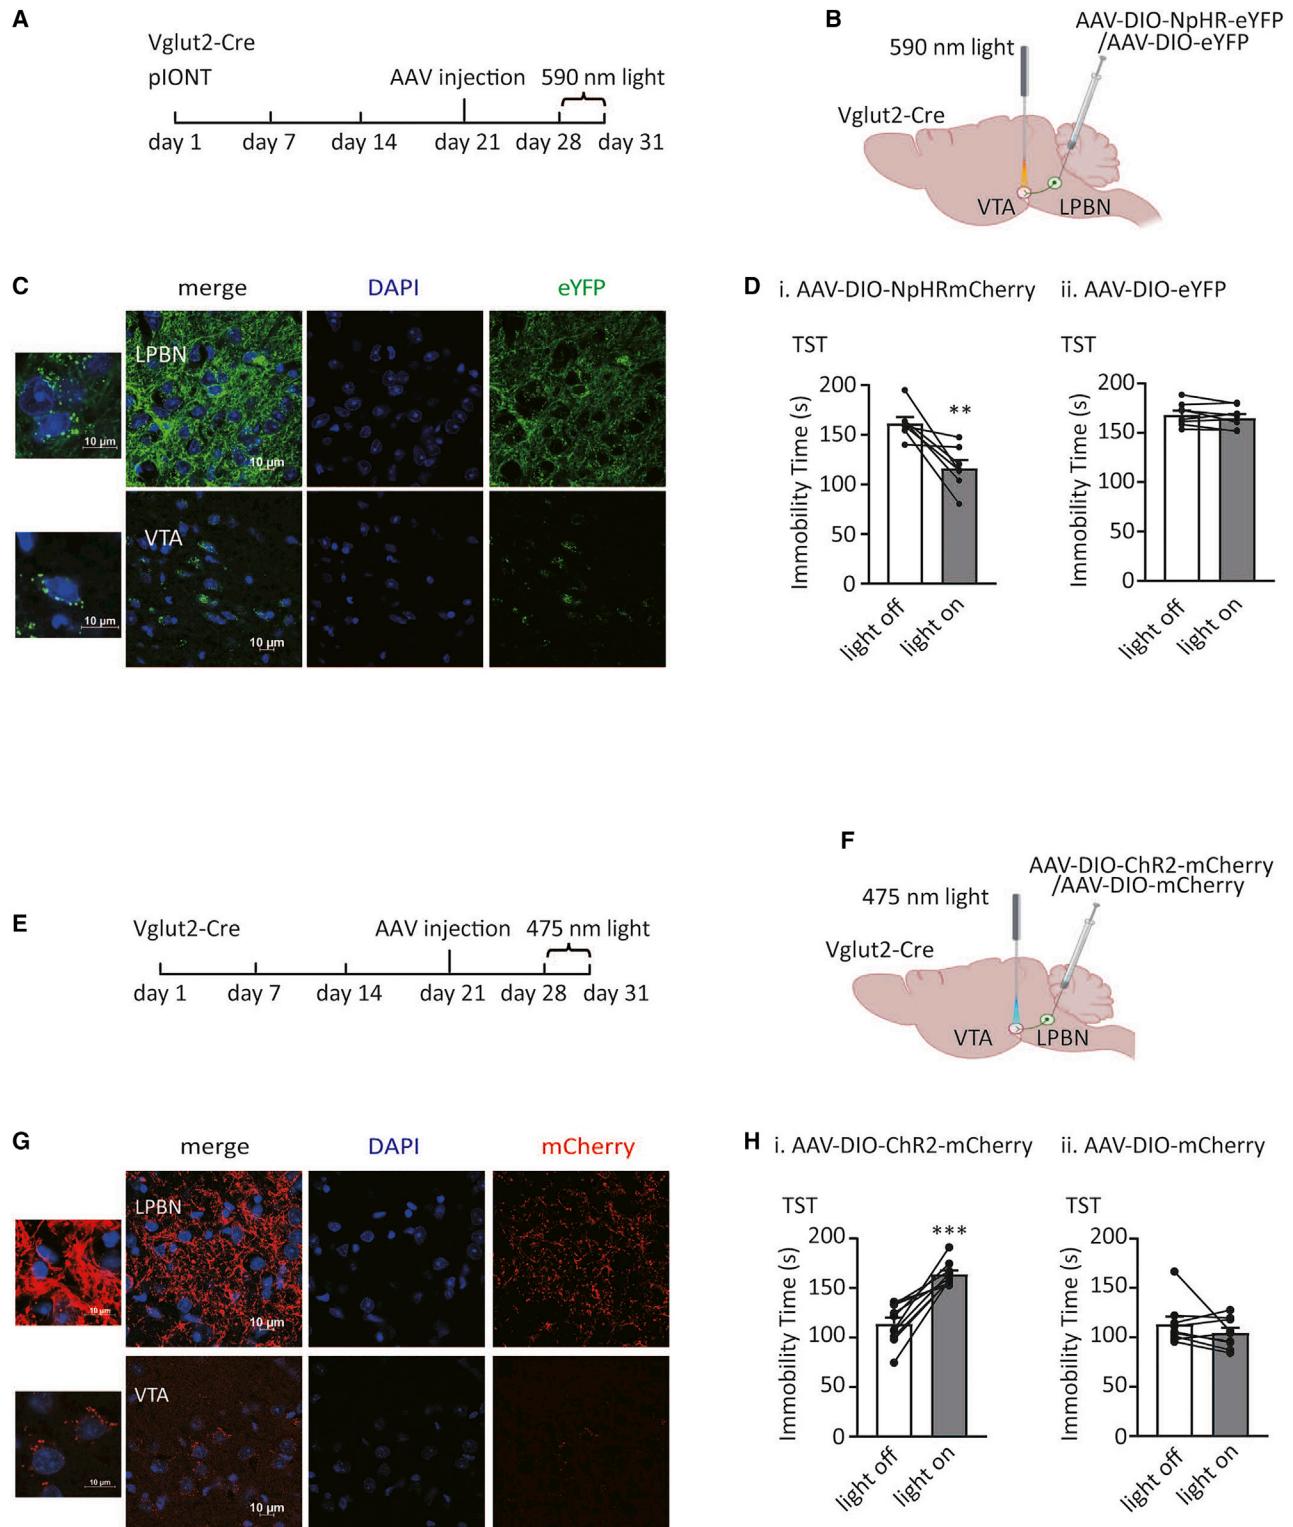 A
Vglut2-Cre
pIONT
AAV injection
590 nm light
day 1
day 7
day 14
day 21
day 28
day 31
B
AAV-DIO-NpHR-eYFP
/AAV-DIO-eYFP
590 nm light
Vglut2-Cre
VTA
LPBN
C
merge
DAPI
eYFP
LPBN
10 µm
10 µm
VTA
10 µm
10 µm
D
i. AAV-DIO-NpHRmCherry
TST
Immobility Time (s)
200
150
100
50
0
**
light off
light on
ii. AAV-DIO-eYFP
TST
Immobility Time (s)
200
150
100
50
0
light off
light on
E
Vglut2-Cre
AAV injection
475 nm light
day 1
day 7
day 14
day 21
day 28
day 31
F
AAV-DIO-ChR2-mCherry
/AAV-DIO-mCherry
475 nm light
Vglut2-Cre
VTA
LPBN
G
merge
DAPI
mCherry
LPBN
10 µm
10 µm
VTA
10 µm
10 µm
H
i. AAV-DIO-ChR2-mCherry
TST
Immobility Time (s)
200
150
100
50
0
***
light off
light on
ii. AAV-DIO-mCherry
TST
Immobility Time (s)
200
150
100
50
0
light off
light on